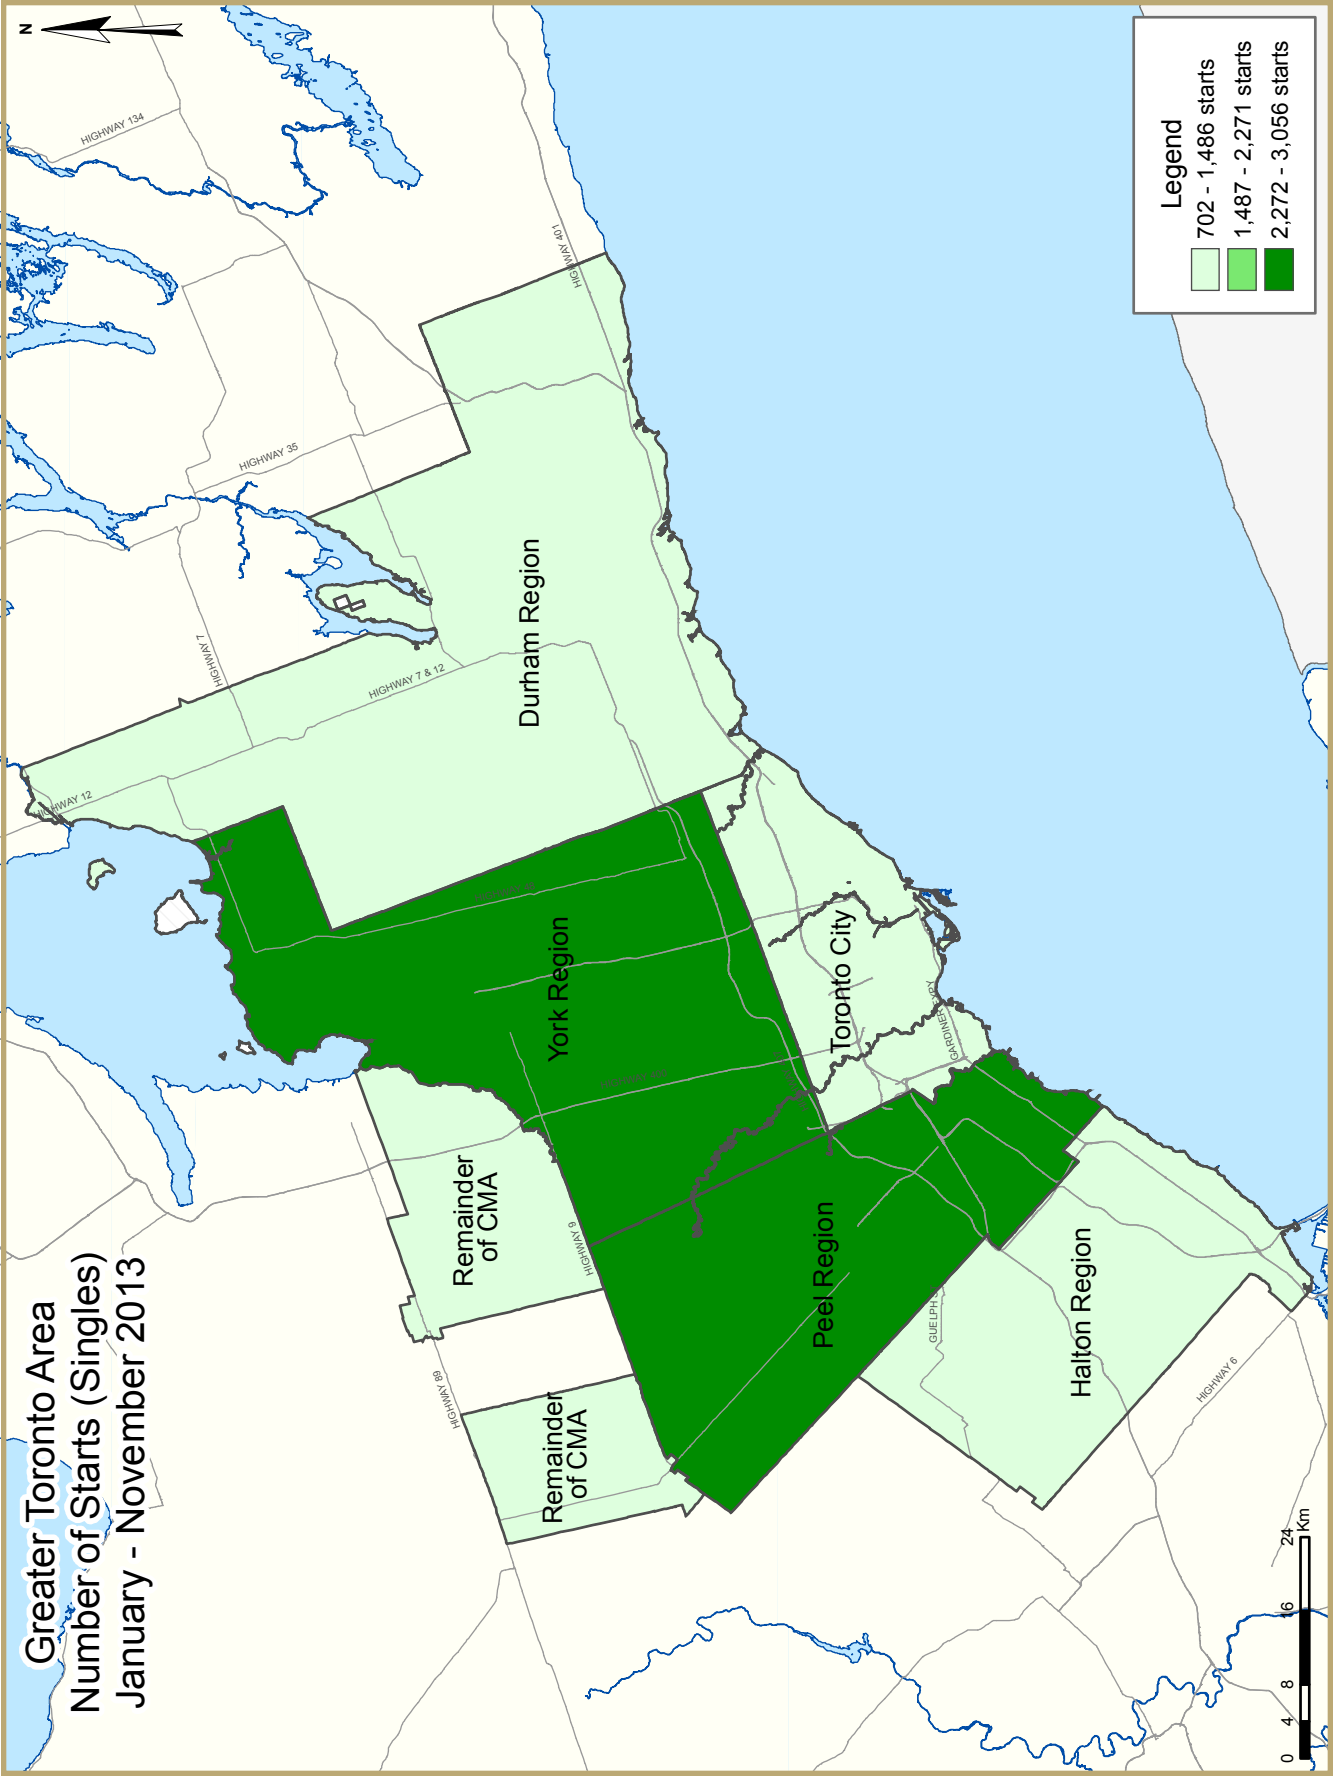 Greater Toronto Area
Number of Starts (Singles)
January - November 2013
N
HIGHWAY 134
HIGHWAY 401
HIGHWAY 35
HIGHWAY 7
HIGHWAY 7 & 12
HIGHWAY 12
Durham Region
York Region
Toronto City
GARDINER EXPY
Remainder
of CMA
HIGHWAY 9
HIGHWAY 89
Remainder
of CMA
Peel Region
GUELPH
Halton Region
HIGHWAY 6
Legend
702 - 1,486 starts
1,487 - 2,271 starts
2,272 - 3,056 starts
0 4 8 16 24
Km